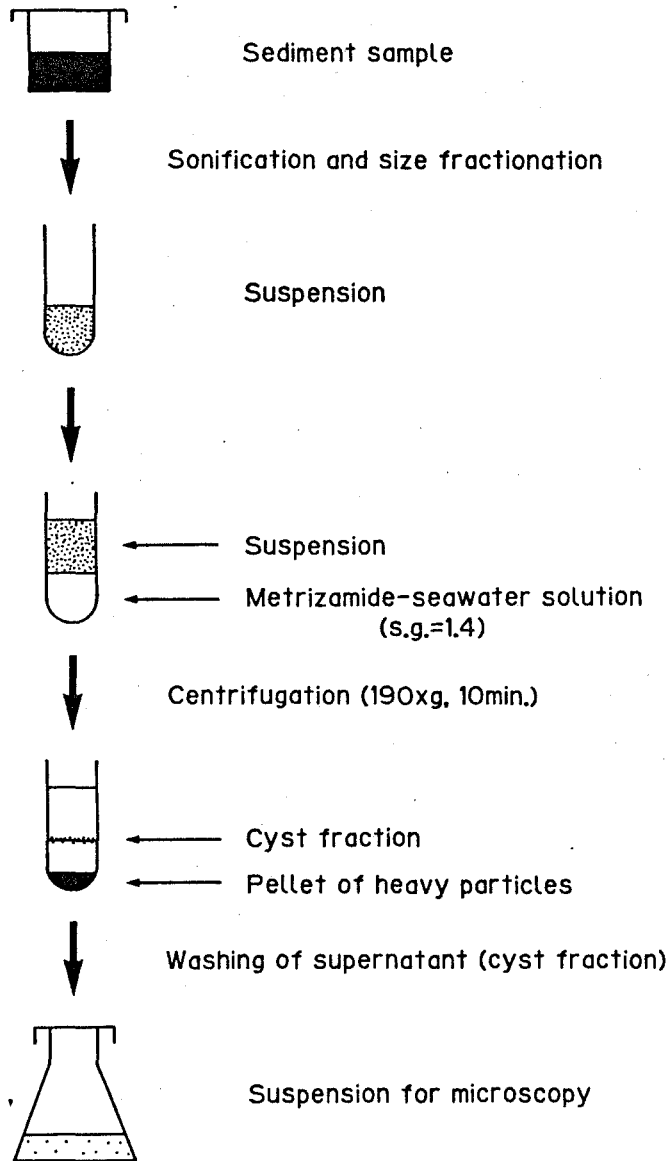 Sediment sample
Sonification and size fractionation
Suspension
Suspension
Metrizamide-seawater solution
(s.g.=1.4)
Centrifugation (190xg, 10min.)
Cyst fraction
Pellet of heavy particles
Washing of supernatant (cyst fraction)
Suspension for microscopy